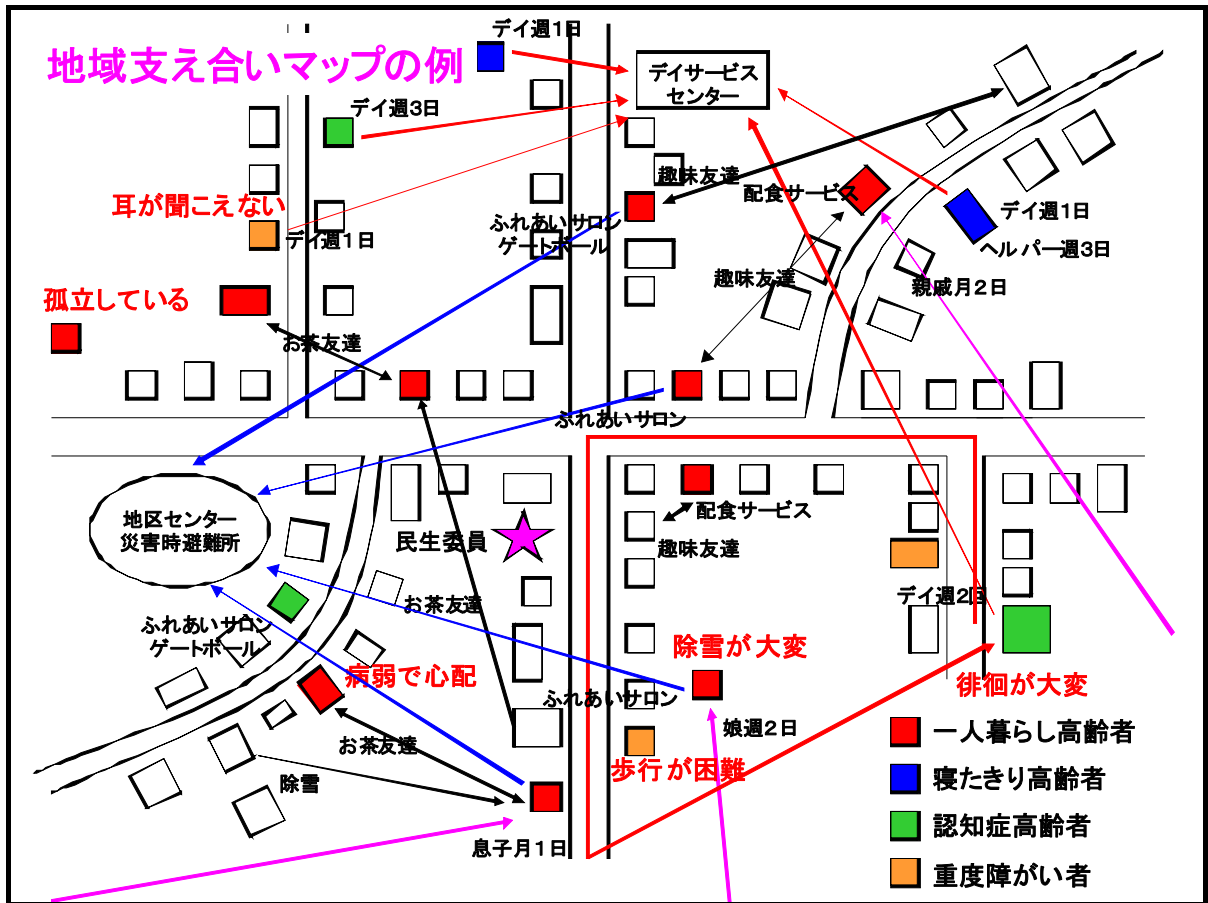 地域支え合いマップの例
デイ週1日
デイサービス
センター
デイ週3日
趣味友達
配食サービス
耳が聞こえない
デイ週1日
ふれあいサロン
ゲートボール
デイ週1日
ヘルパー週3日
親戚月2日
趣味友達
孤立している
お茶友達
ふれあいサロン
地区センター
災害時避難所
民生委員
配食サービス
趣味友達
お茶友達
デイ週2回
ふれあいサロン
ゲートボール
除雪が大変
病弱で心配
ふれあいサロン
徘徊が大変
娘週2日
お茶友達
歩行が困難
除雪
息子月1日
一人暮らし高齢者
寝たきり高齢者
認知症高齢者
重度障がい者